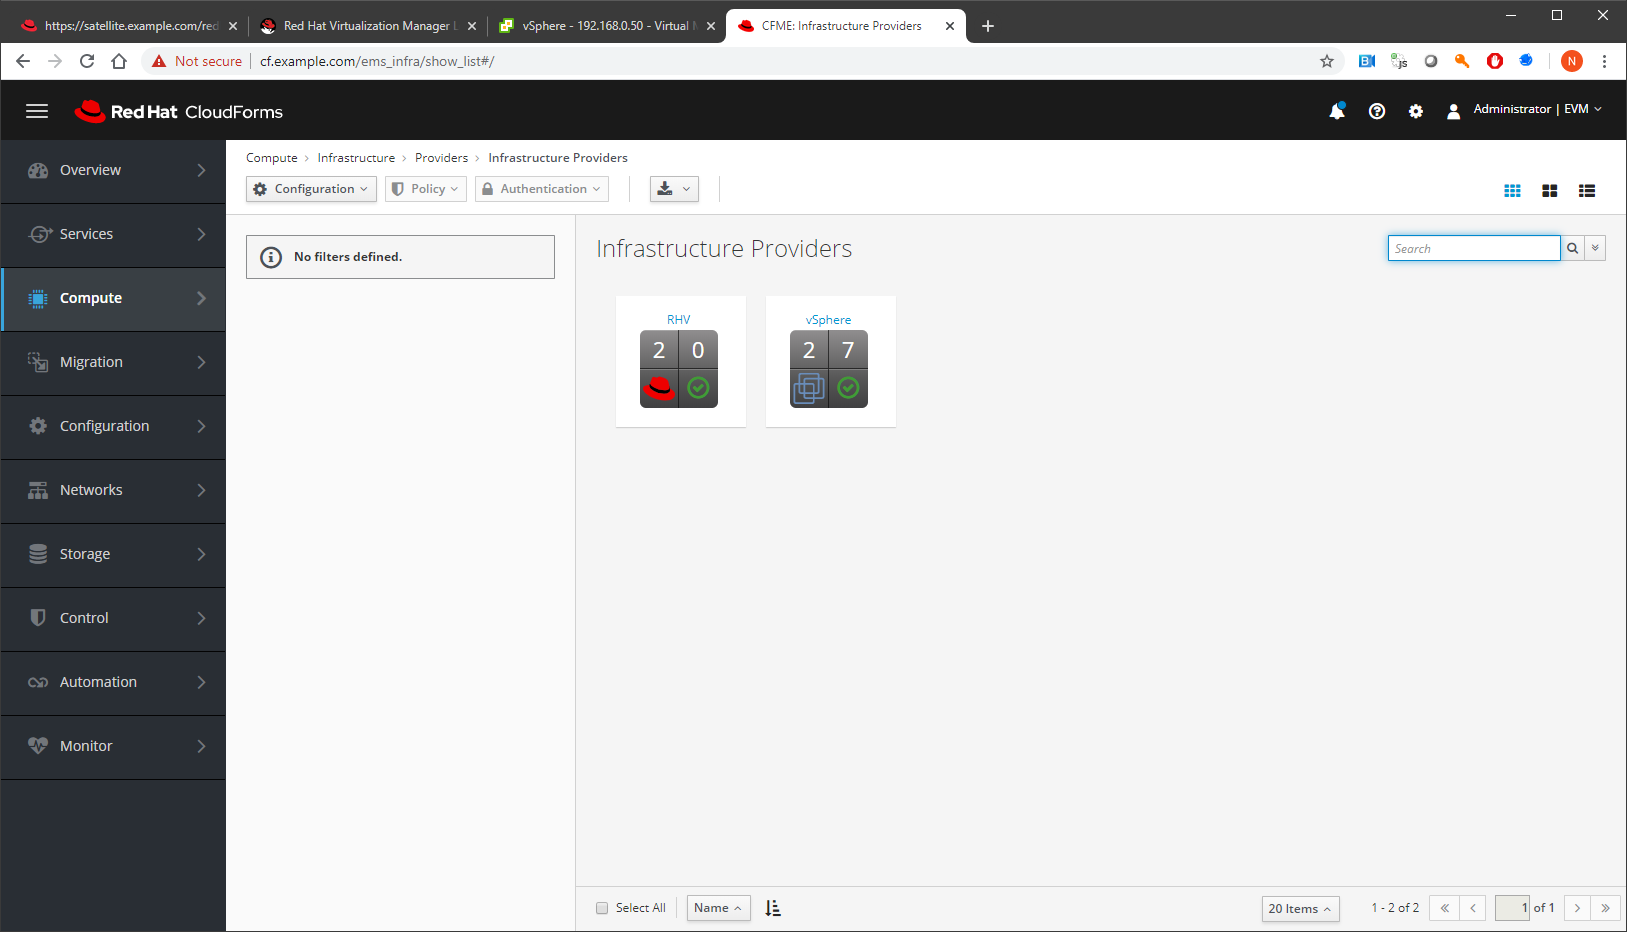 https://satellite.example.com/red
Red Hat Virtualization Manager L
vSphere - 192.168.0.50 - Virtual M
CFME: Infrastructure Providers
Not secure
cf.example.com/ems_infra/show_list#/
N
Red Hat CloudForms
Administrator | EVM
Overview
Services
Compute
Migration
Configuration
Networks
Storage
Control
Automation
Monitor
Compute > Infrastructure > Providers > Infrastructure Providers
Configuration
Policy
Authentication
No filters defined.
Infrastructure Providers
Search
RHV
2 0
vSphere
2 7
Select All
Name
20 Items
1 - 2 of 2
1 of 1